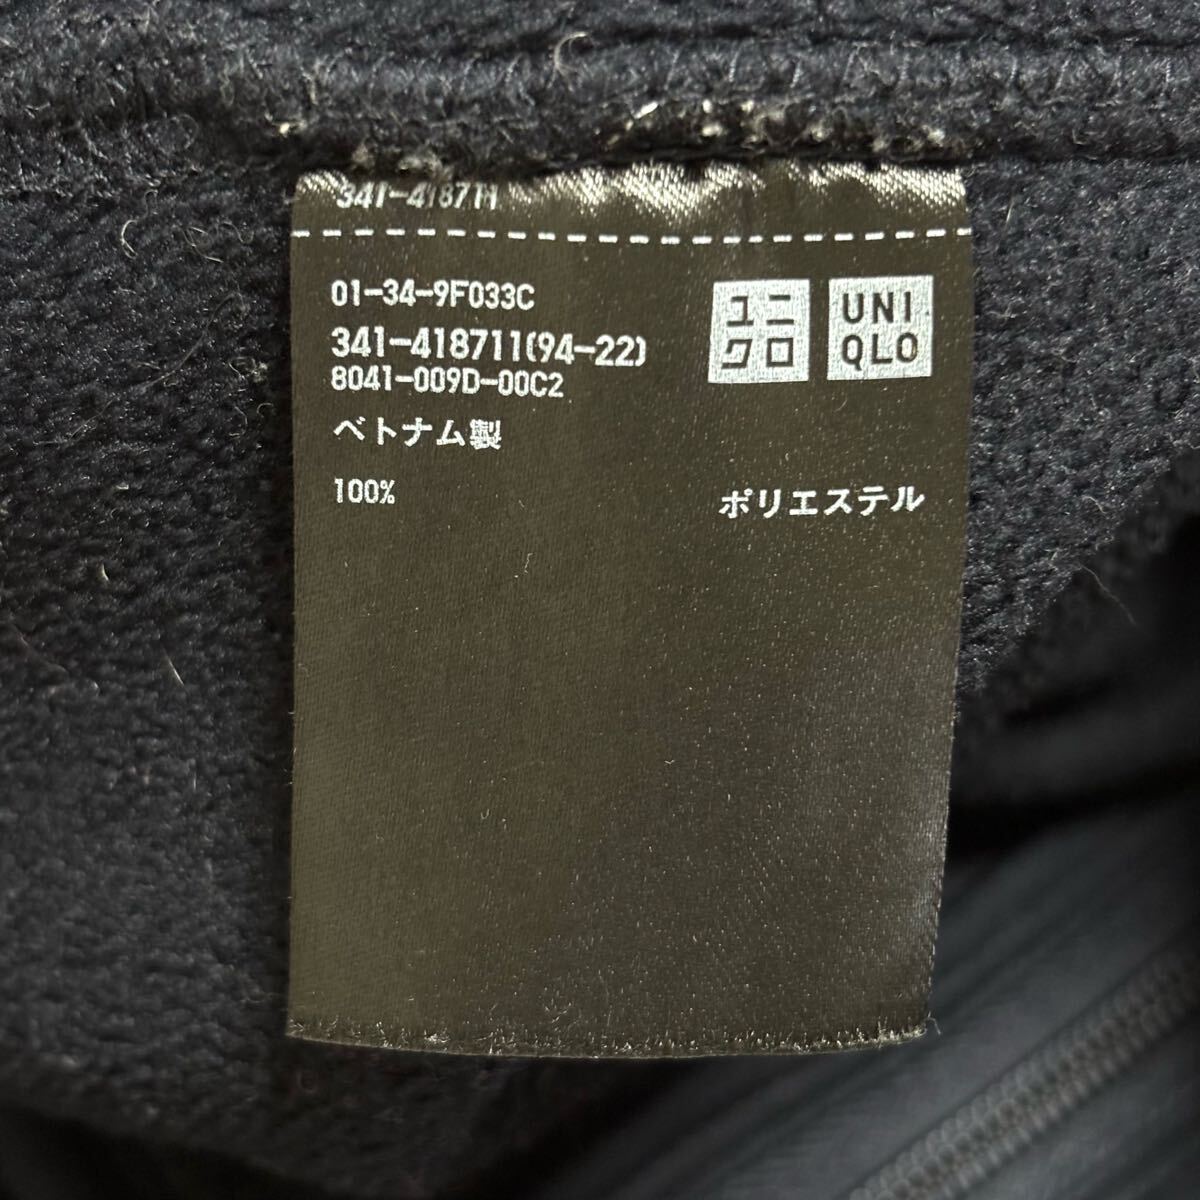 341-418711
01-34-9F033C
341-418711(94-22)
8041-009D-00C2
ベトナム製
100% ポリエステル
ユニ
クロ
UNI
QLO